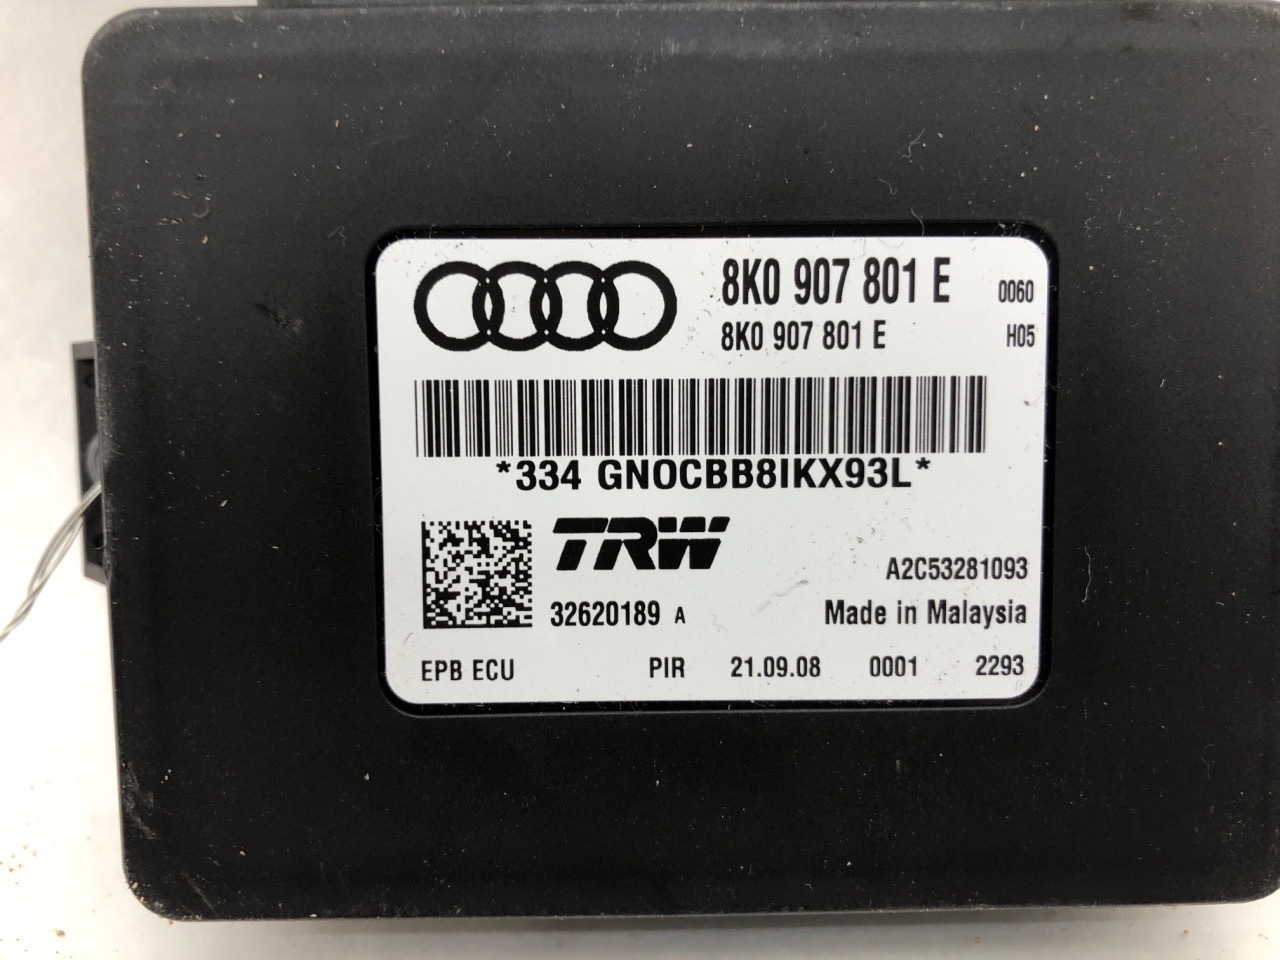 8K0 907 801 E 0060
8K0 907 801 E H05
*334 GN0CBB8IKX93L*
TRW
A2C53281093
32620189 A Made in Malaysia
EPB ECU PIR 21.09.08 0001 2293